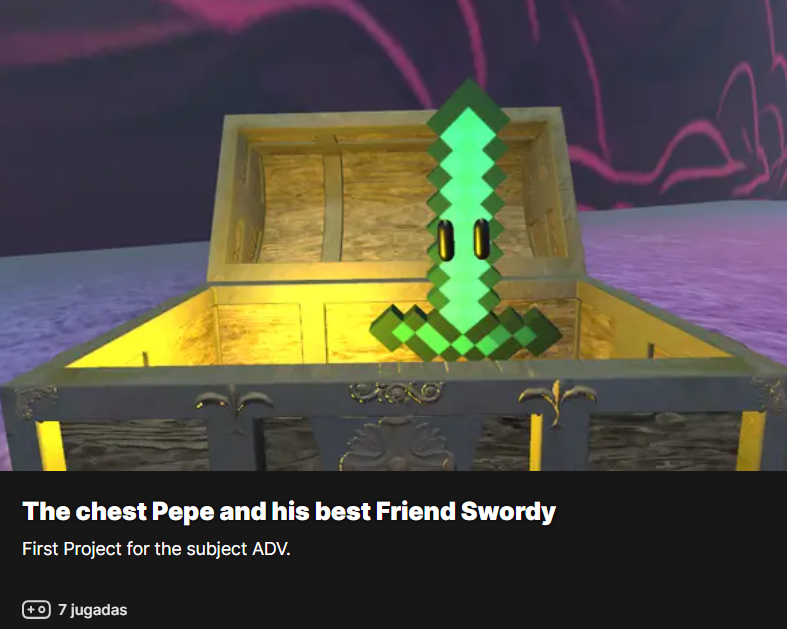 The chest Pepe and his best Friend Swordy
First Project for the subject ADV.
7 jugadas